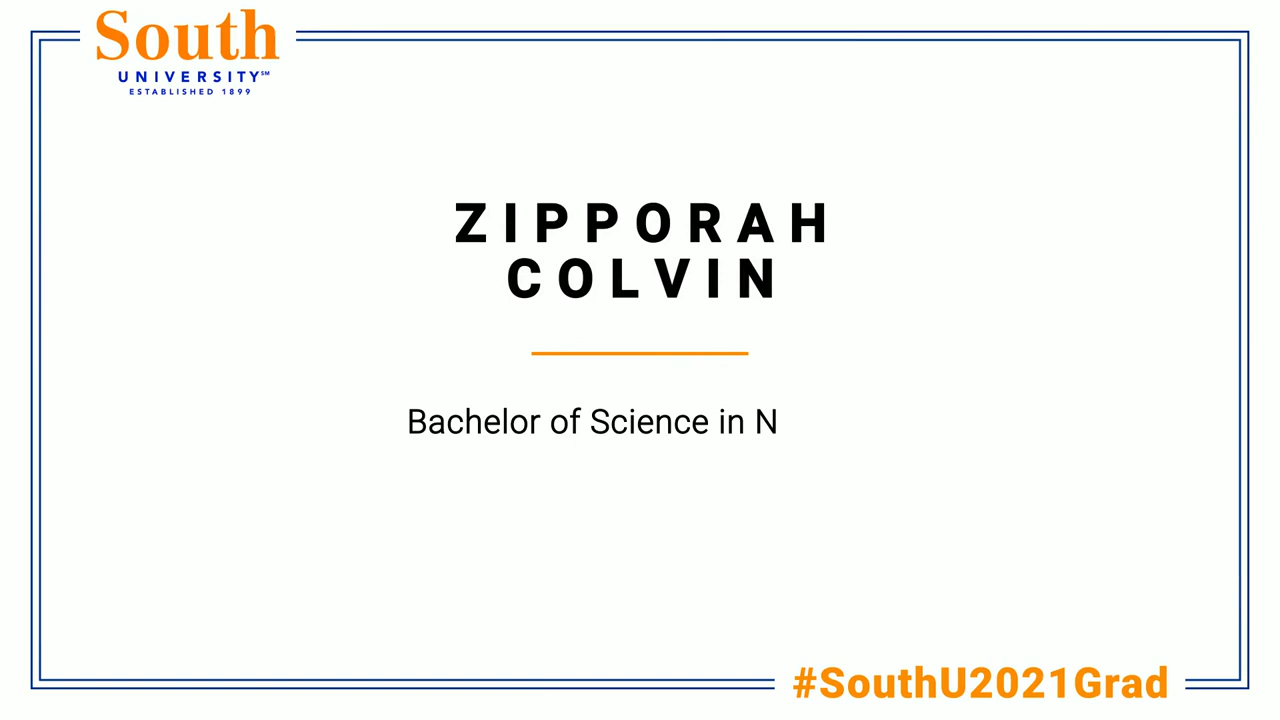 South
UNIVERSITY℠
ESTABLISHED 1899
ZIPPORAH
COLVIN
Bachelor of Science in N
#SouthU2021Grad